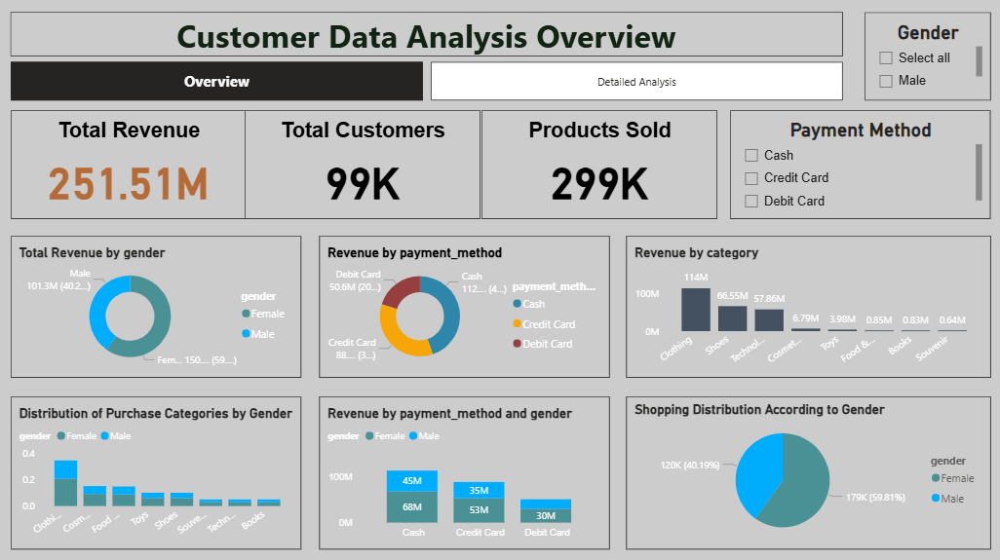 Customer Data Analysis Overview
Gender
Select all
Male
Overview
Detailed Analysis
Total Revenue
251.51M
Total Customers
99K
Products Sold
299K
Payment Method
Cash
Credit Card
Debit Card
Total Revenue by gender
Male
101.3M (40.2...)
Fem... 150.... (59....)
gender
Female
Male
Revenue by payment_method
Debit Card
50.6M (20...)
Cash
112.... (4...)
Credit Card
88.... (3...)
payment_meth...
Cash
Credit Card
Debit Card
Revenue by category
100M
0M
114M
66.55M
57.86M
6.79M
3.98M
0.85M
0.83M
0.64M
Clothing
Shoes
Technol...
Cosmet...
Toys
Food &...
Books
Souvenir
Distribution of Purchase Categories by Gender
gender Female Male
0.4
0.2
0.0
Clothi...
Cosm...
Food ...
Toys
Shoes
Souve...
Techn...
Books
Revenue by payment_method and gender
gender Female Male
100M
0M
45M
68M
35M
53M
30M
Cash
Credit Card
Debit Card
Shopping Distribution According to Gender
120K (40.19%)
179K (59.81%)
gender
Female
Male